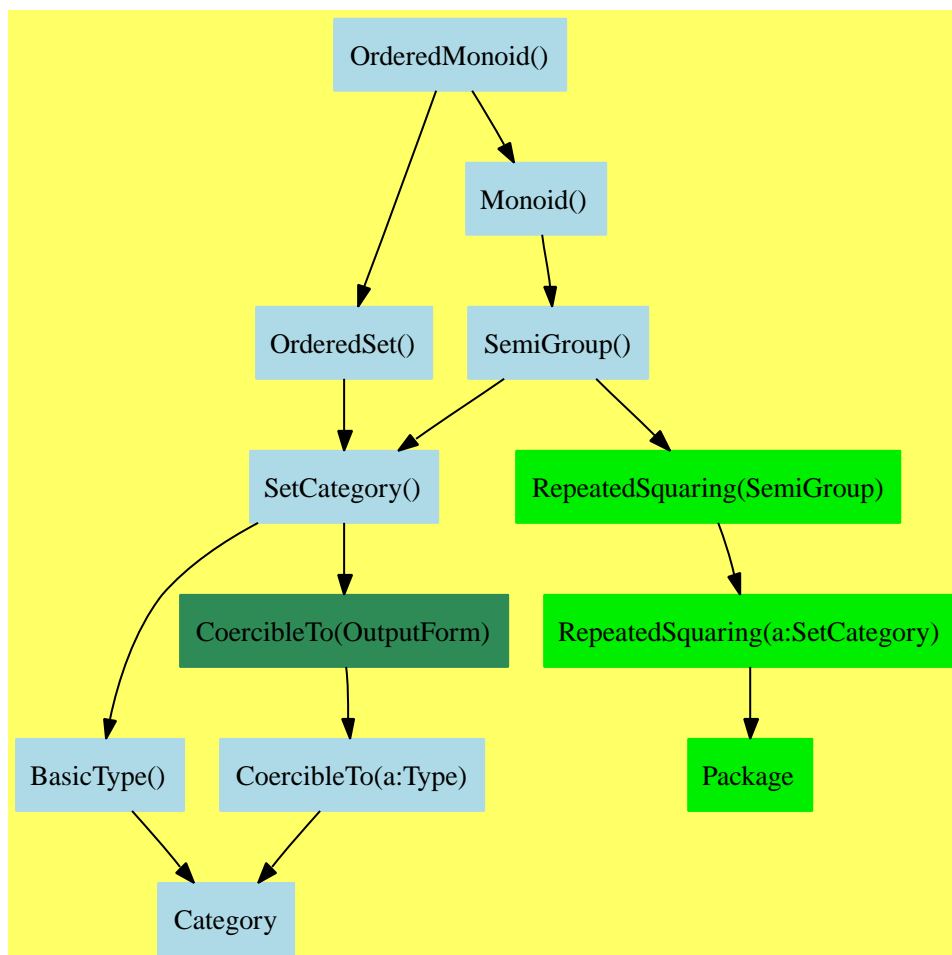 OrderedMonoid()
Monoid()
OrderedSet()
SemiGroup()
SetCategory()
RepeatedSquaring(SemiGroup)
CoercibleTo(OutputForm)
RepeatedSquaring(a:SetCategory)
BasicType()
CoercibleTo(a:Type)
Package
Category